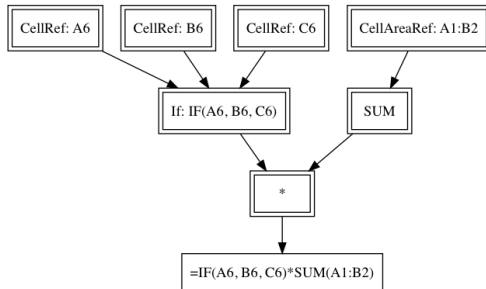 CellRef: A6
CellRef: B6
CellRef: C6
CellAreaRef: A1:B2
If: IF(A6, B6, C6)
SUM
*
=IF(A6, B6, C6)*SUM(A1:B2)